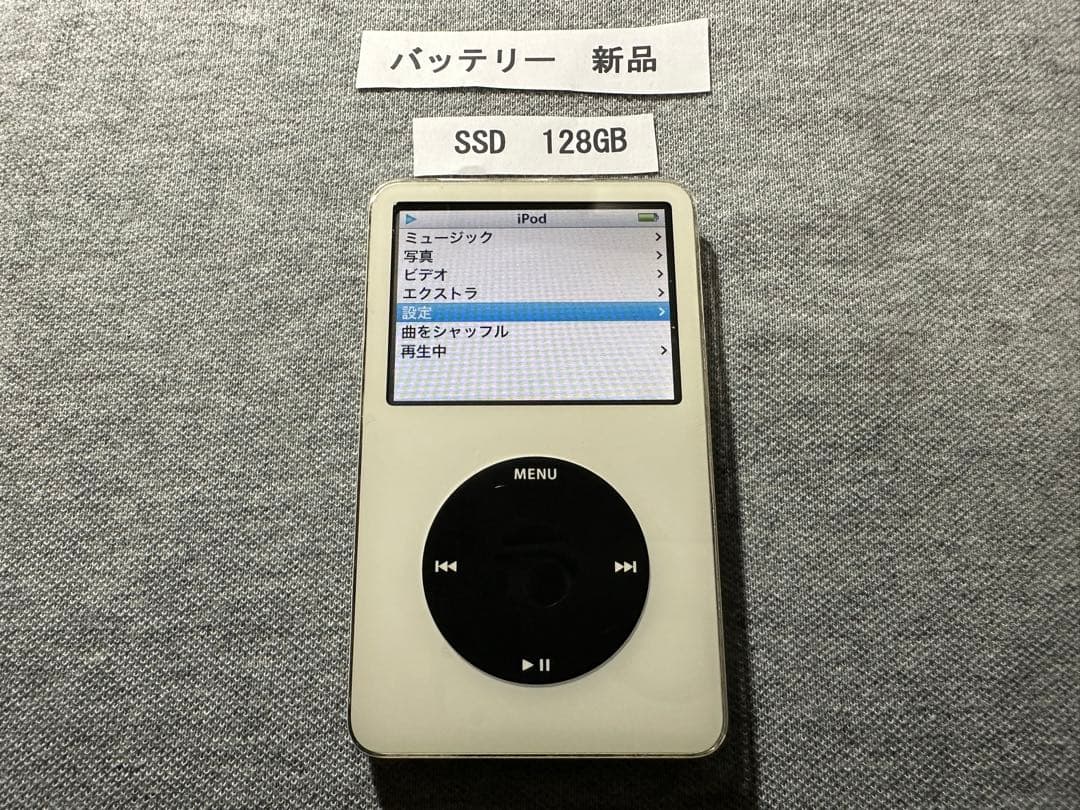 バッテリー　新品
SSD　128GB
iPod
ミュージック
写真
ビデオ
エクストラ
設定
曲をシャッフル
再生中
MENU